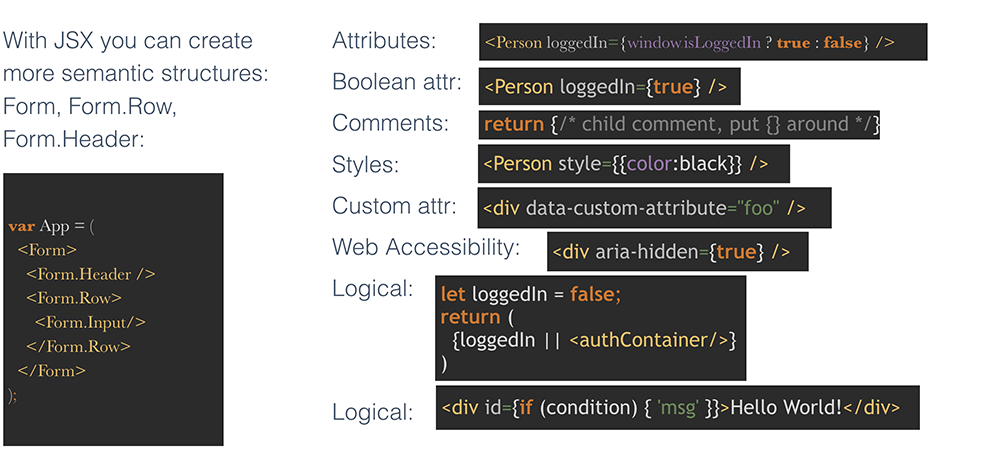 With JSX you can create
more semantic structures:
Form, Form.Row,
Form.Header:
var App = (
<Form>
<Form.Header />
<Form.Row>
<Form.Input/>
</Form.Row>
</Form>
);
Attributes: <Person loggedIn={windowisLoggedIn ? true : false} />
Boolean attr: <Person loggedIn={true} />
Comments: return {/* child comment, put {} around */}
Styles: <Person style={{color:black}} />
Custom attr: <div data-custom-attribute="foo" />
Web Accessibility: <div aria-hidden={true} />
Logical: let loggedIn = false;
return (
{loggedIn || <authContainer/>}
)
Logical: <div id={if (condition) { 'msg' }}>Hello World!</div>